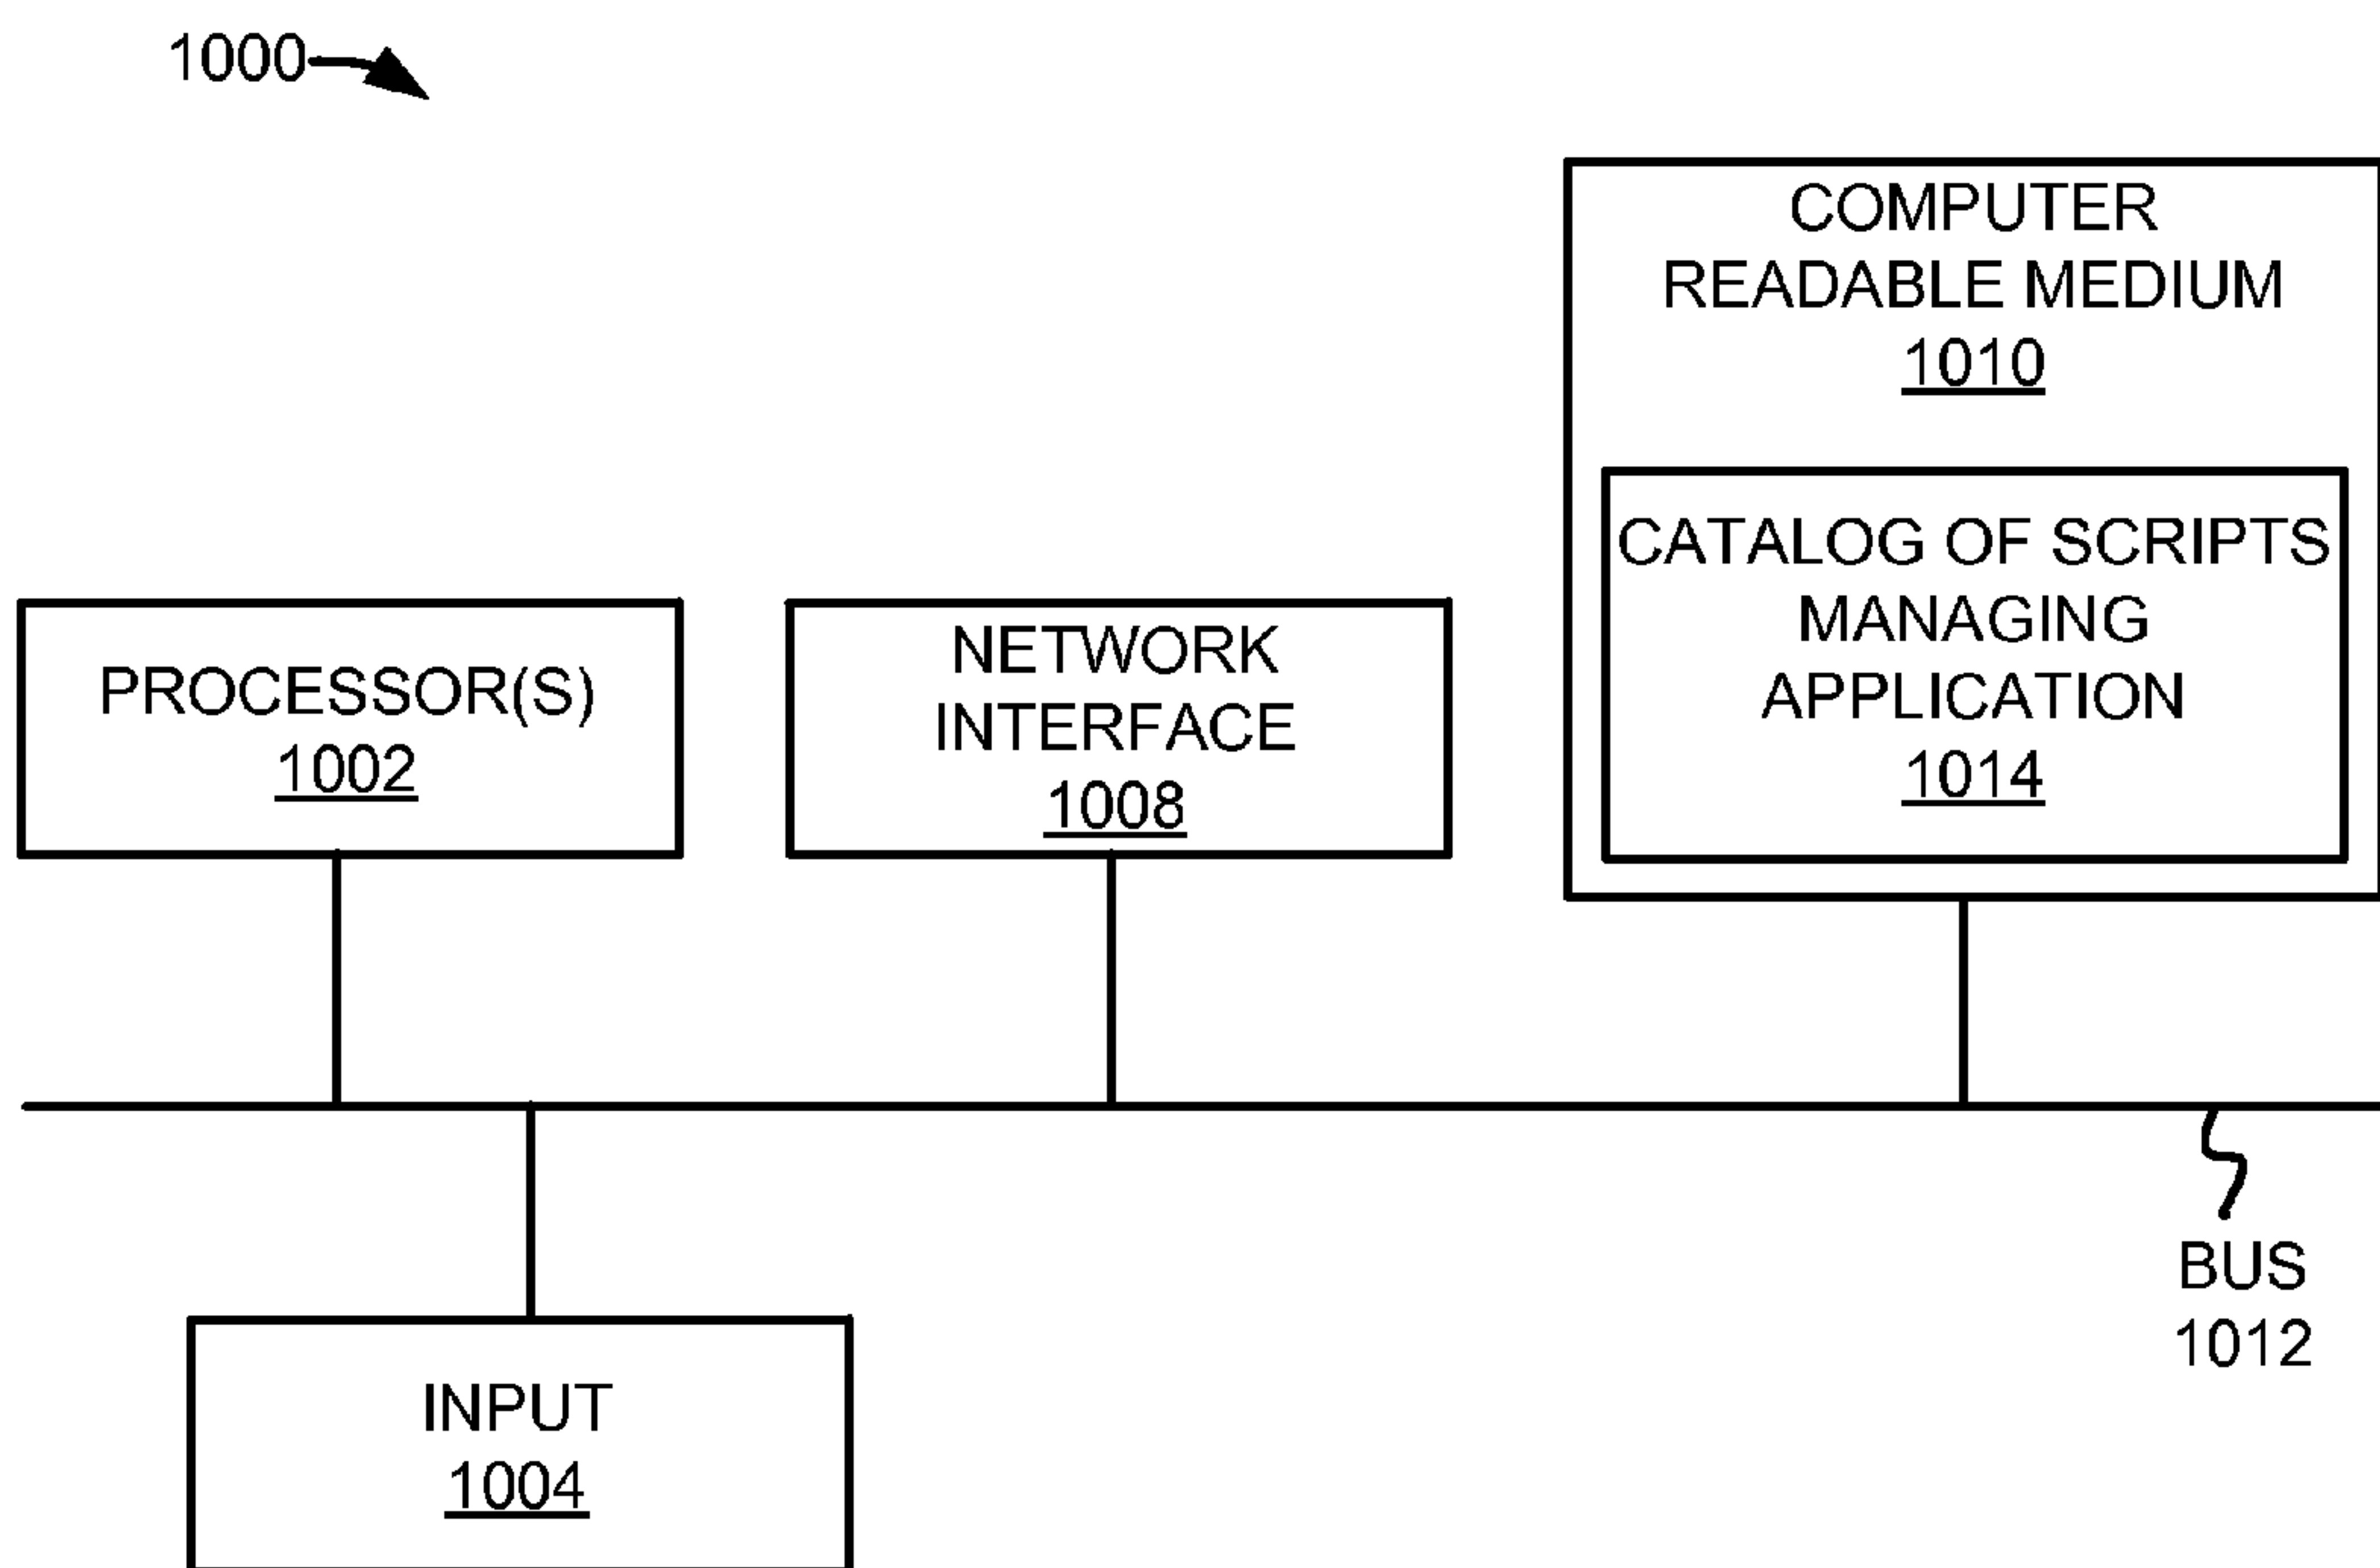 1000
COMPUTER
READABLE MEDIUM
1010
CATALOG OF SCRIPTS
MANAGING
APPLICATION
1014
PROCESSOR(S)
1002
NETWORK
INTERFACE
1008
BUS
1012
INPUT
1004